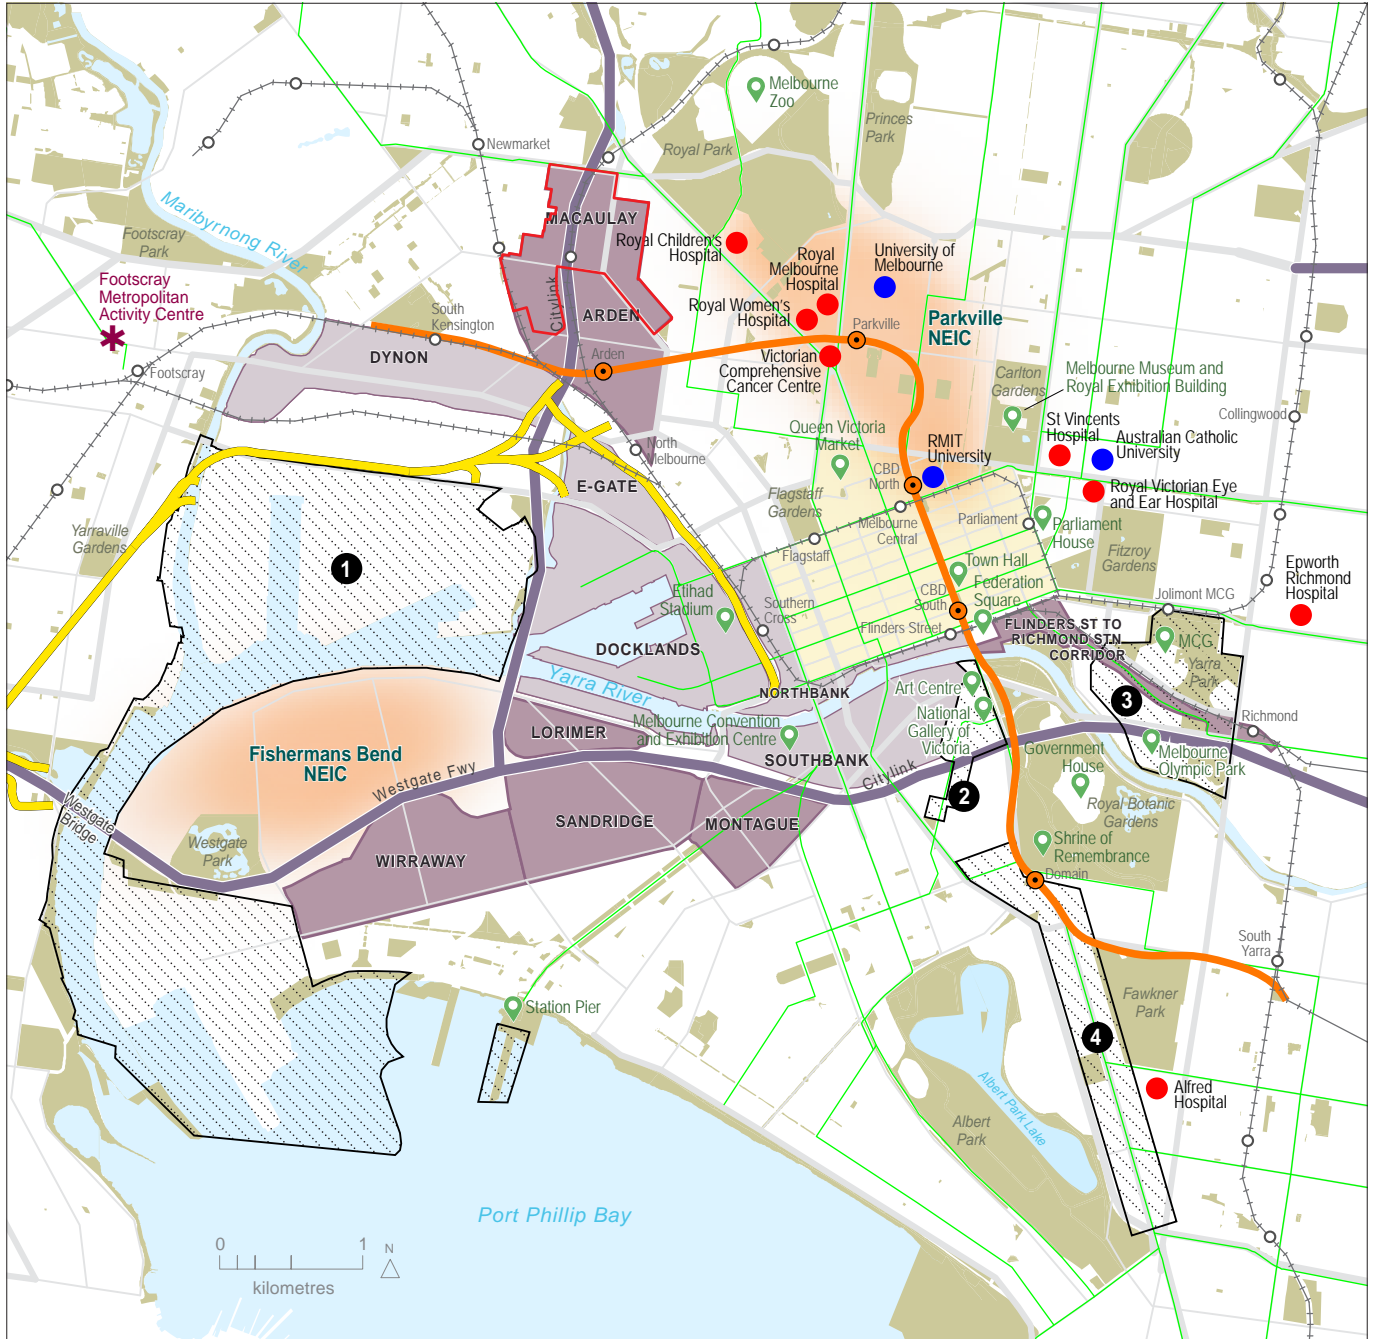 Melbourne
Zoo
Princes
Park
Royal Park
Newmarket
Maribyrnong River
Footscray
Park
MACAULAY
Royal Children's
Hospital
Royal
Melbourne
Hospital
University of
Melbourne
Footscray
Metropolitan
Activity Centre
Citylink
ARDEN
Royal Women's
Hospital
Parkville
Parkville
NEIC
South
Kensington
DYNON
Arden
Victorian
Comprehensive
Cancer Centre
Footscray
Carlton
Gardens
Melbourne Museum and
Royal Exhibition Building
Collingwood
Queen Victoria
Market
RMIT
University
St Vincents
Hospital
Australian Catholic
University
North
Melbourne
CBD
North
E-GATE
Flagstaff
Gardens
Royal Victorian Eye
and Ear Hospital
Melbourne
Central
Parliament
Parliament
House
Yarraville
Gardens
Flagstaff
Fitzroy
Gardens
1
Town Hall
Epworth
Richmond
Hospital
Etihad
Stadium
Southern
Cross
CBD
South
Federation
Square
Jolimont MCG
Flinders Street
FLINDERS ST TO
RICHMOND STN
CORRIDOR
MCG
DOCKLANDS
Yarra
Park
Yarra River
NORTHBANK
Art Centre
3
LORIMER
Melbourne Convention
and Exhibition Centre
National
Gallery of
Victoria
Richmond
Fishermans Bend
NEIC
SOUTHBANK
Government
House
Melbourne
Olympic Park
Westgate Fwy
Citylink
2
Westgate
Bridge
Royal Botanic
Gardens
SANDRIDGE
MONTAGUE
Westgate
Park
WIRRAWAY
Shrine of
Remembrance
Domain
South
Yarra
Station Pier
Fawkner
Park
4
Albert Park Lake
Alfred
Hospital
Albert
Park
Port Phillip Bay
0 1
kilometres
N